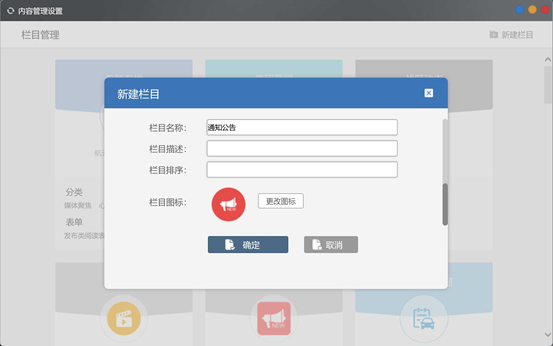 内容管理设置
栏目管理
新建栏目
新建栏目
栏目名称：
通知公告
栏目描述：
栏目排序：
栏目图标：
NEW
更改图标
确定
取消
分类
媒体聚焦
表单
发布类阅读表
NEW